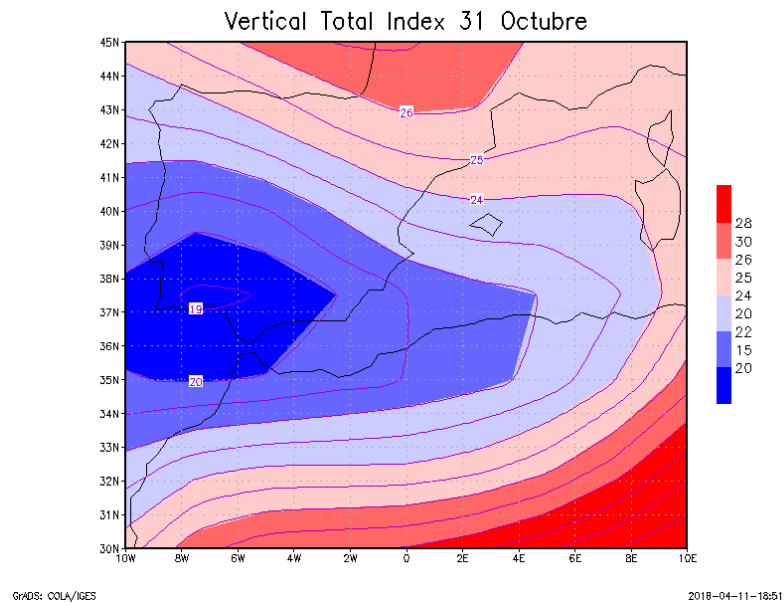 Vertical Total Index 31 Octubre
45N
44N
43N
42N
41N
40N
39N
38N
37N
36N
35N
34N
33N
32N
31N
30N
10W 8W 6W 4W 2W 0 2E 4E 6E 8E 10E
26
25
24
19
20
28
30
26
25
24
20
22
15
20
GrADS: COLA/IGES
2018-04-11-18:51